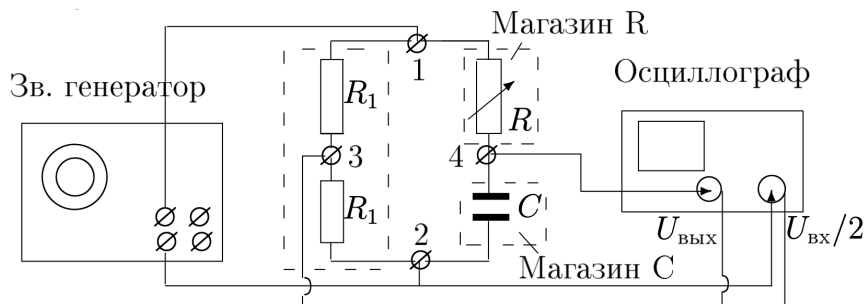 Магазин R
1
Зв. генератор
Осциллограф
R₁
R
3
4
R₁
C
2
Uвых
Uвх/2
Магазин C